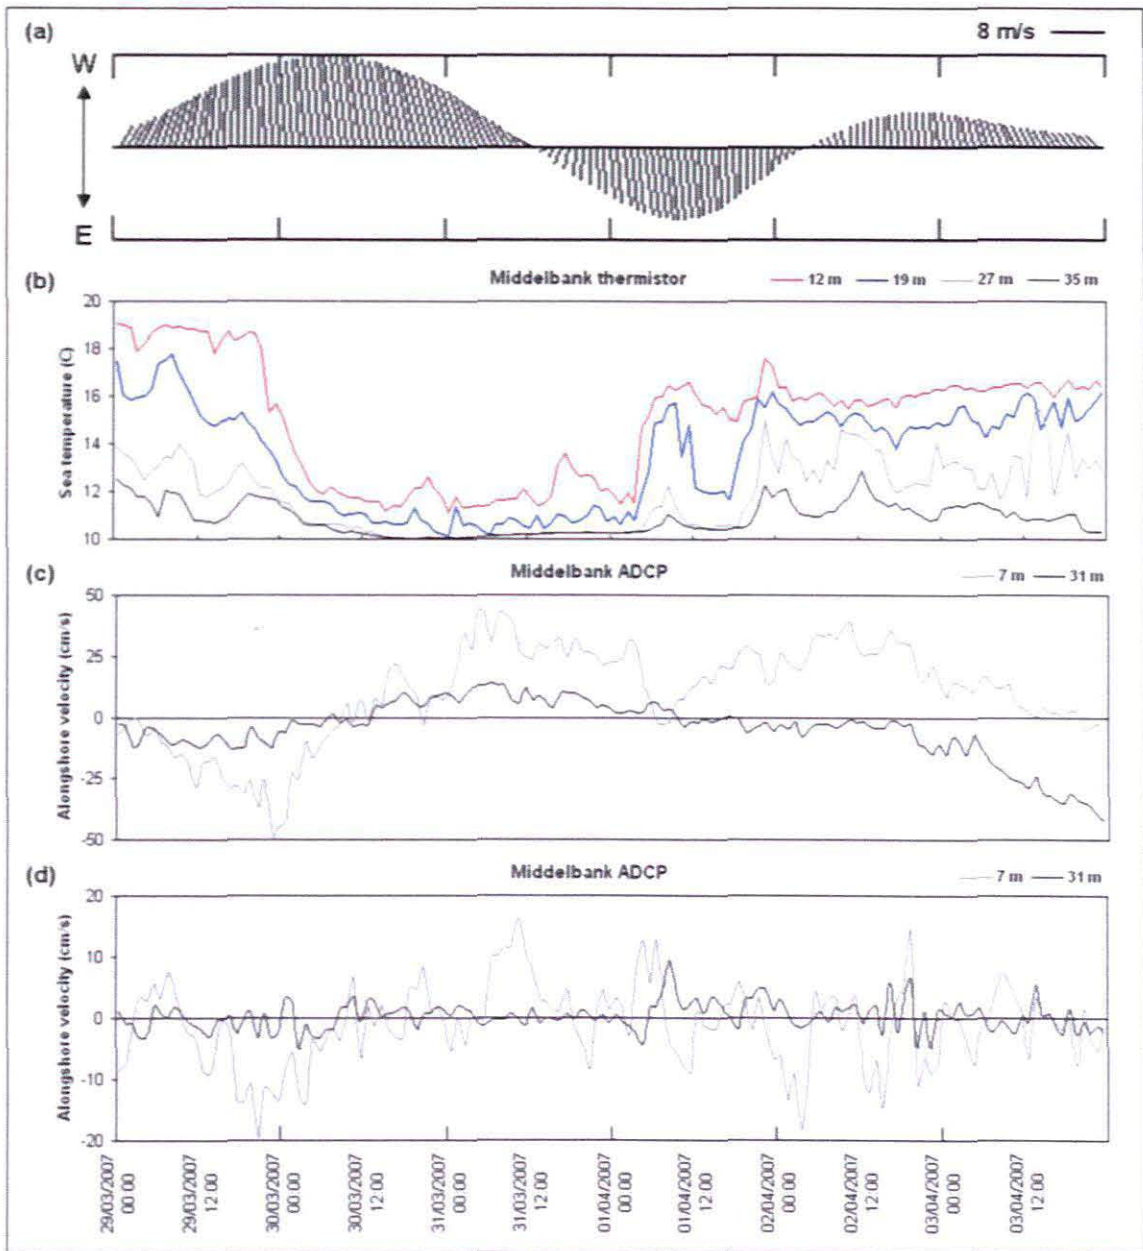 (a)
8 m/s
W
E
(b)
Middelbank thermistor
12 m
19 m
27 m
35 m
Sea temperature (C)
20
18
16
14
12
10
(c)
Middelbank ADCP
7 m
31 m
Alongshore velocity (cm/s)
50
25
0
-25
-50
(d)
Middelbank ADCP
7 m
31 m
Alongshore velocity (cm/s)
20
10
0
-10
-20
29/03/2007 00:00
29/03/2007 12:00
30/03/2007 00:00
30/03/2007 12:00
31/03/2007 00:00
31/03/2007 12:00
01/04/2007 00:00
01/04/2007 12:00
02/04/2007 00:00
02/04/2007 12:00
03/04/2007 00:00
03/04/2007 12:00